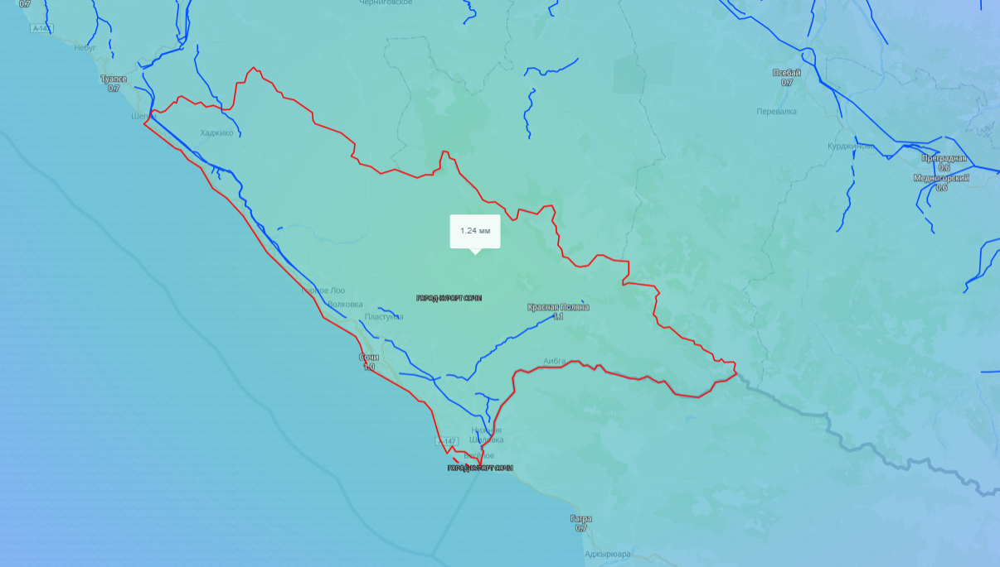 0.7
Черниговское
А-147
Небуг
Туапсе
0.7
Псебай
0.7
Перевалка
Шепси
Хаджико
Курджиново
Преградная
0.6
Медногорский
0.6
1.24 мм
Горное Лоо
ГОРОД-КУРОРТ СОЧИ
Волковка
Пластунка
Красная Поляна
1.1
Сочи
1.0
Аибга
Нижняя
Шиловка
А-147
Весёлое
ГОРОД-КУРОРТ СОЧИ
Гагра
0.7
Аджьырюара